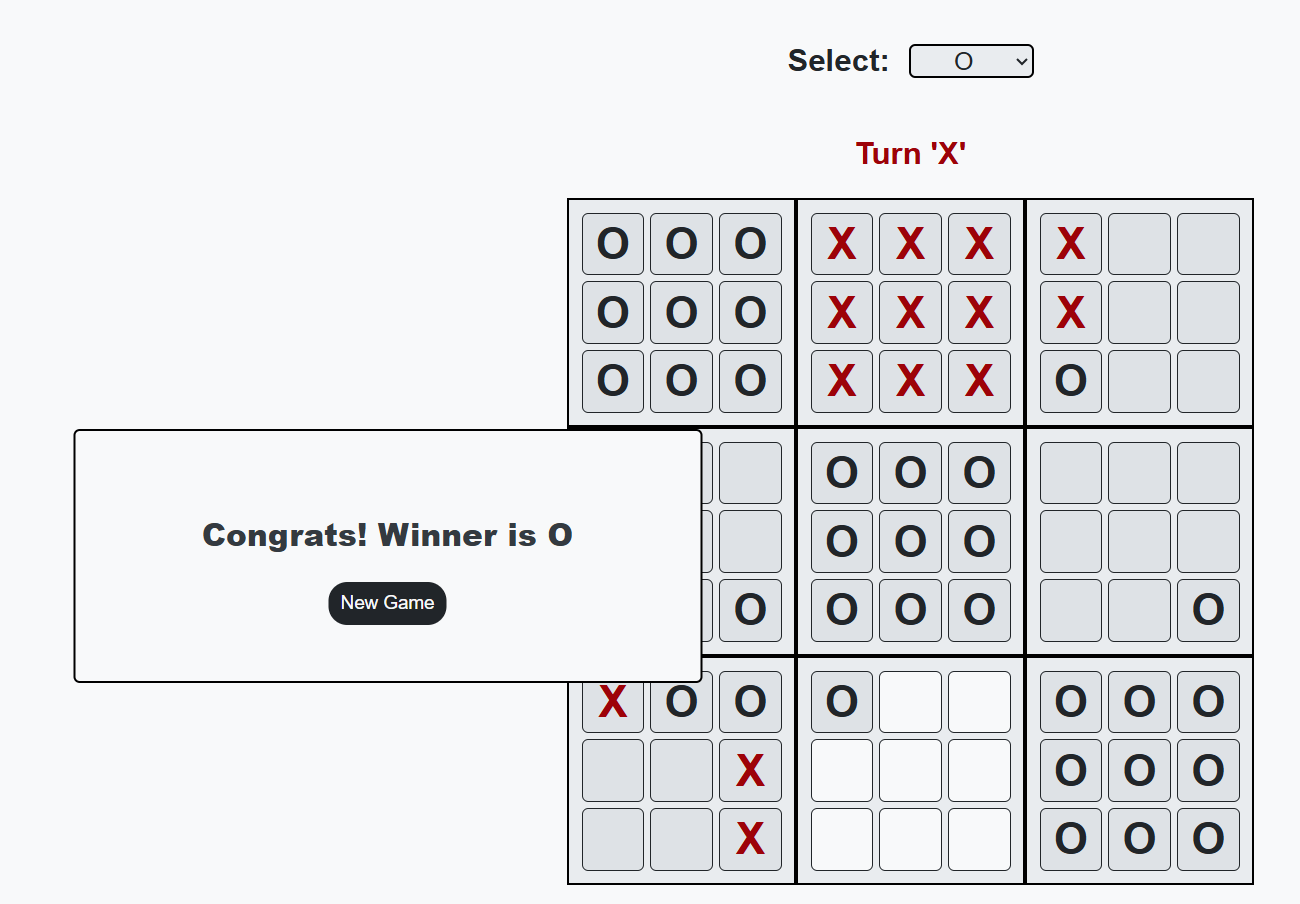 Select: O
Turn 'X'
O O O X X X X
O O O X X X X
O O O X X X O
O O O
Congrats! Winner is O
O O O
New Game
O O O O O
X O O O O O O
X O O O
X O O O